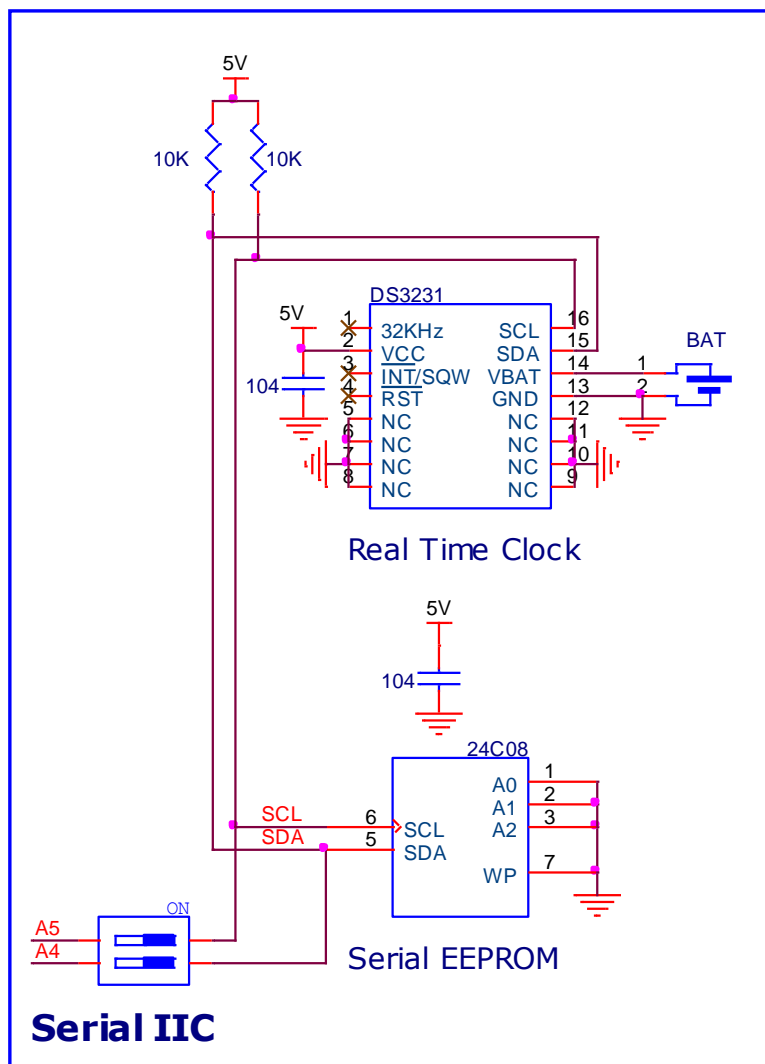 5V
10K
10K
DS3231
5V
104
1
2
3
4
5
6
7
8
32KHz
VCC
INT/SQW
RST
NC
NC
NC
NC
SCL
SDA
VBAT
GND
NC
NC
NC
NC
16
15
14
13
12
11
10
9
BAT
1
2
Real Time Clock
5V
104
24C08
SCL
SDA
6
5
SCL
SDA
A0
A1
A2
WP
1
2
3
7
ON
A5
A4
Serial EEPROM
Serial IIC